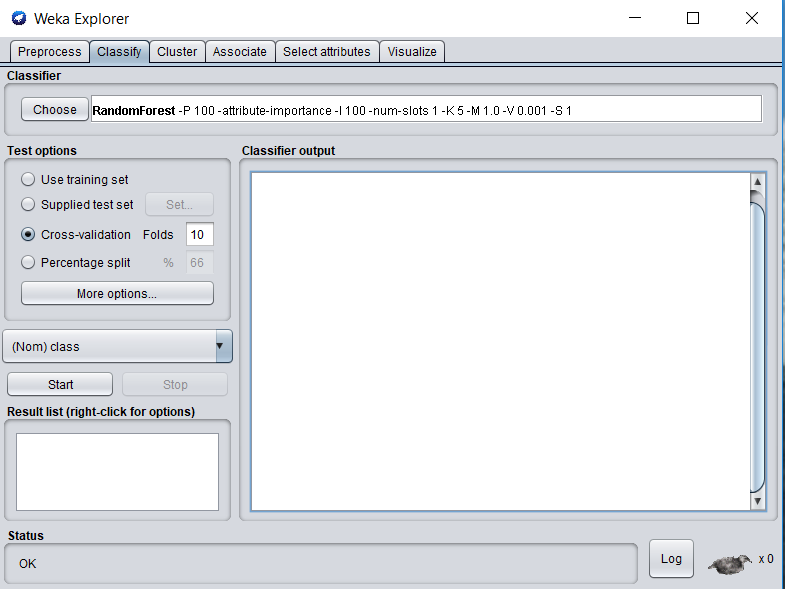 Weka Explorer
Preprocess Classify Cluster Associate Select attributes Visualize
Classifier
Choose RandomForest -P 100 -attribute-importance -I 100 -num-slots 1 -K 5 -M 1.0 -V 0.001 -S 1
Test options
Use training set
Supplied test set Set...
Cross-validation Folds 10
Percentage split % 66
More options...
(Nom) class
Start Stop
Result list (right-click for options)
Classifier output
Status
OK
Log x 0